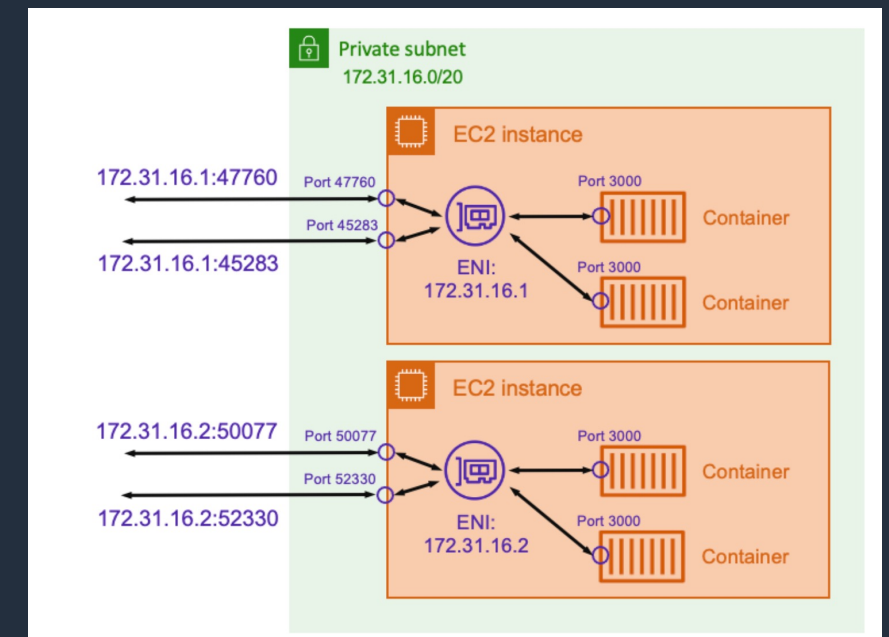 Private subnet
172.31.16.0/20
EC2 instance
172.31.16.1:47760
Port 47760
Port 3000
Container
Port 45283
172.31.16.1:45283
ENI:
172.31.16.1
Port 3000
Container
EC2 instance
172.31.16.2:50077
Port 50077
Port 3000
Container
Port 52330
172.31.16.2:52330
ENI:
172.31.16.2
Port 3000
Container